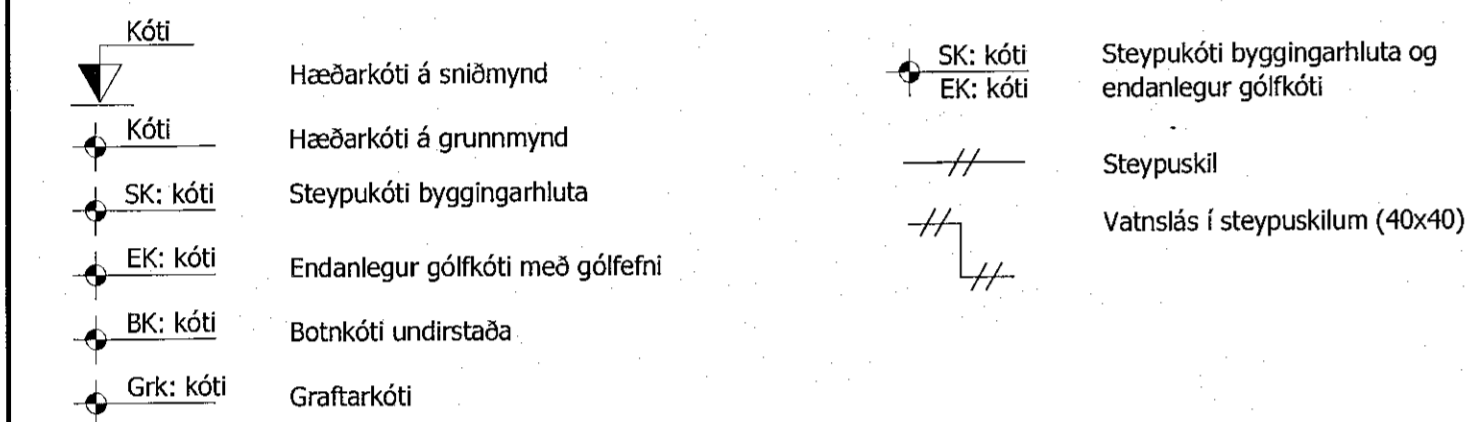 Kóti
Hæðarkóti á sniðmynd
Kóti
Hæðarkóti á grunnmynd
SK: kóti
Steypukóti byggingarhluta
EK: kóti
Endanlegur gólfkóti með gólfefni
BK: kóti
Botnkóti undirstaða
Grk: kóti
Graftarkóti
SK: kóti
EK: kóti
Steypukóti byggingarhluta og
endanlegur gólfkóti
Steypuskil
Vatnslás í steypuskilum (40x40)